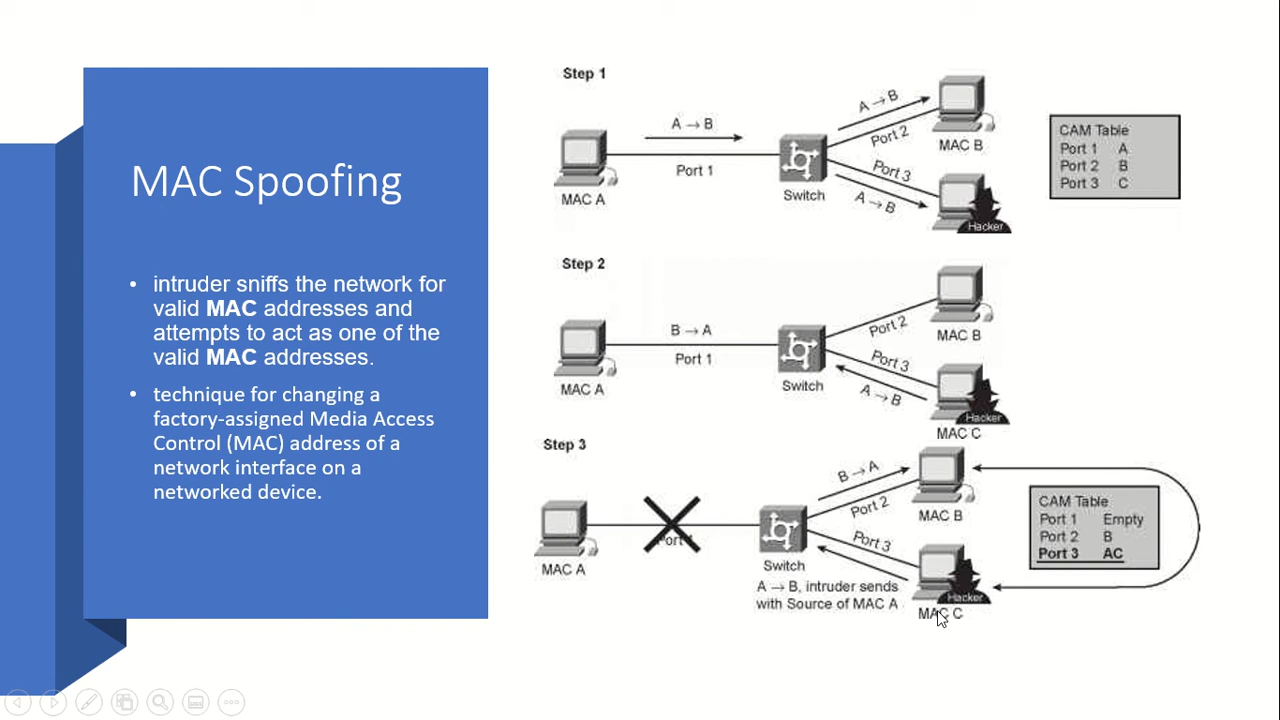 MAC Spoofing
• intruder sniffs the network for
valid MAC addresses and
attempts to act as one of the
valid MAC addresses.
• technique for changing a
factory-assigned Media Access
Control (MAC) address of a
network interface on a
networked device.
Step 1
A → B
Port 1
MAC A
Switch
A → B
Port 2
MAC B
Port 3
A → B
Hacker
CAM Table
Port 1 A
Port 2 B
Port 3 C
Step 2
B → A
Port 1
MAC A
Switch
Port 2
MAC B
Port 3
A → B
Hacker
MAC C
Step 3
Port 1
MAC A
Switch
B → A
Port 2
MAC B
Port 3
A → B, intruder sends
with Source of MAC A
Hacker
MAC C
CAM Table
Port 1 Empty
Port 2 B
Port 3 AC